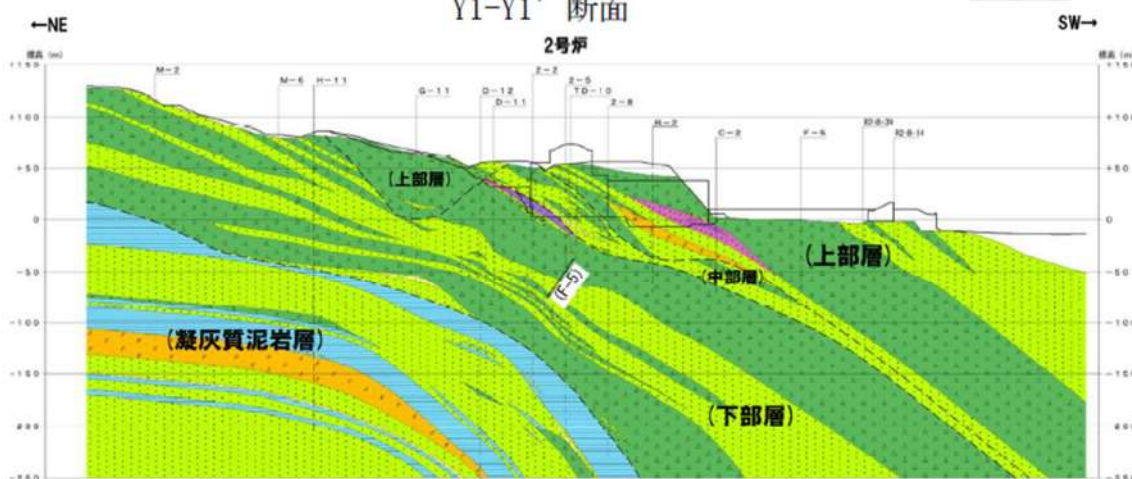 Y1-Y1' 断面
←NE
SW→
2号炉
標高 (m)
標高 (m)
+100
+50
0
-50
-100
-150
+100
+50
0
-50
-100
-150
M-2
M-6
H-11
G-11
D-12
D-11
2-2
2-5
TD-10
2-8
C-2
(上部層)
(上部層)
(中部層)
(F-5)
(凝灰質泥岩層)
(下部層)